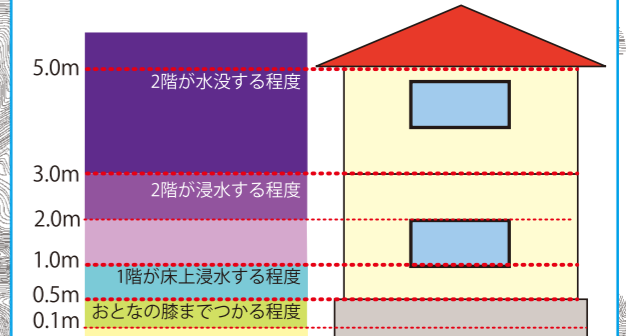 5.0m
2階が水没する程度
3.0m
2階が浸水する程度
2.0m
1.0m
1階が床上浸水する程度
0.5m
おとなの膝までつかる程度
0.1m